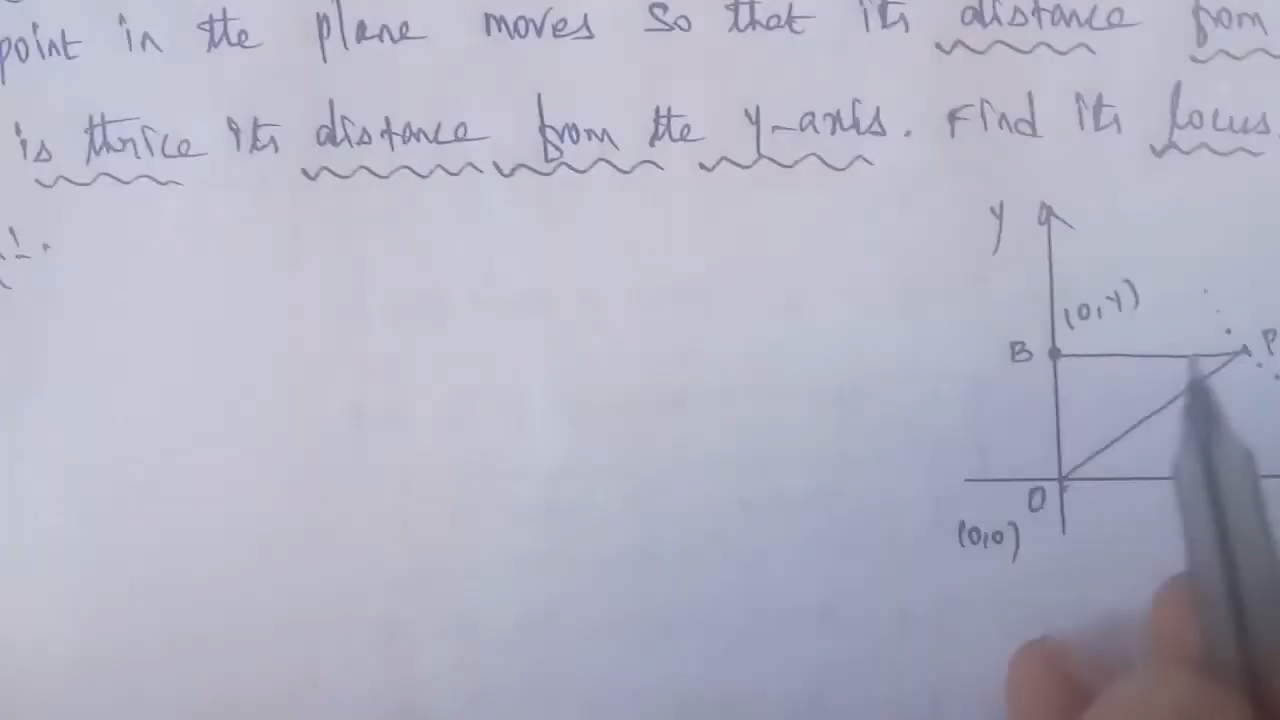 point in the plane moves so that its distance from
is thrice its distance from the y-axis. Find its locus
y
(0,Y)
B
P
O
(0,0)